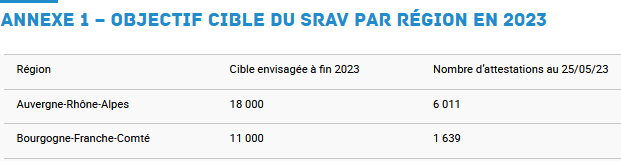 ANNEXE 1 – OBJECTIF CIBLE DU SRAV PAR RÉGION EN 2023
Région Cible envisagée à fin 2023 Nombre d'attestations au 25/05/23
Auvergne-Rhône-Alpes 18 000 6 011
Bourgogne-Franche-Comté 11 000 1 639